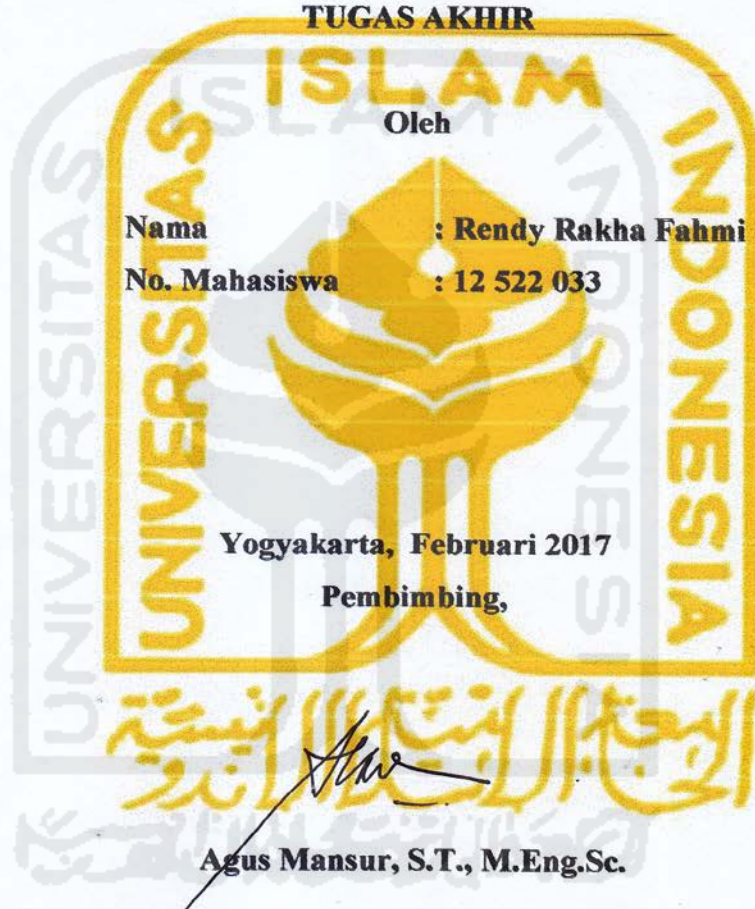 TUGAS AKHIR
ISLAM
UNIVERSITAS
INDONESIA
Oleh
Nama : Rendy Rakha Fahmi
No. Mahasiswa : 12 522 033
Yogyakarta, Februari 2017
Pembimbing,
Agus Mansur, S.T., M.Eng.Sc.